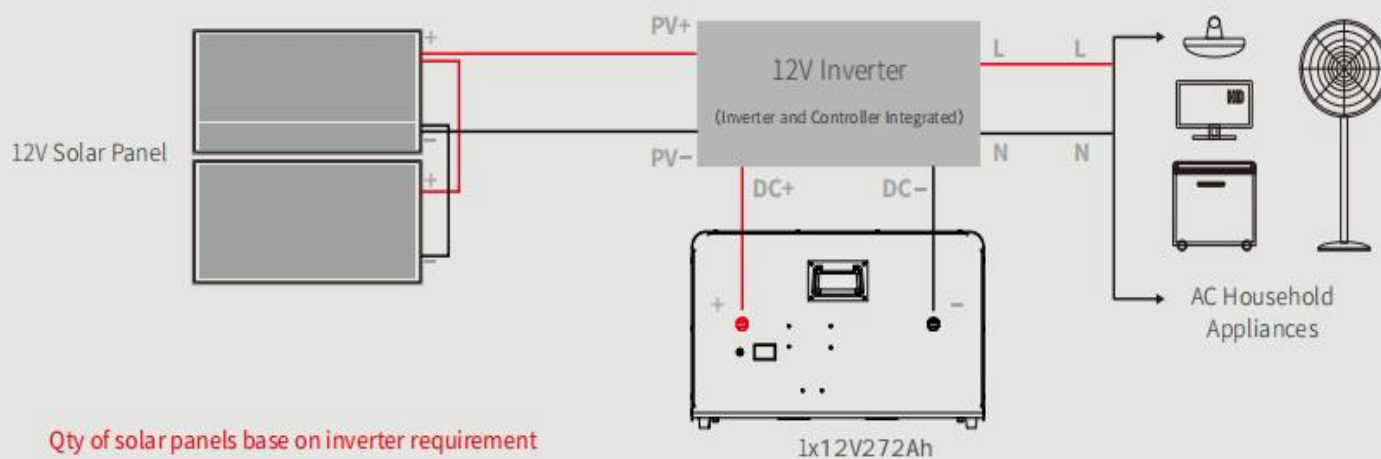 +
PV+
12V Inverter
(Inverter and Controller Integrated)
L L
HD
12V Solar Panel
−
+
PV−
N N
−
DC+ DC−
+ −
AC Household
Appliances
Qty of solar panels base on inverter requirement
1x12V272Ah